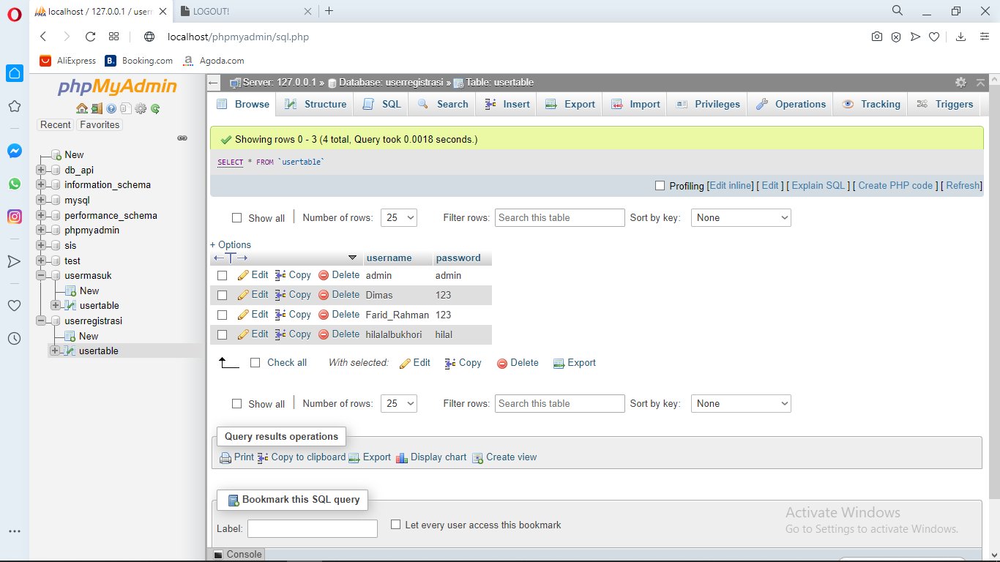 localhost / 127.0.0.1 / user
LOGOUT!
localhost/phpmyadmin/sql.php
AliExpress
B. Booking.com
a Agoda.com
phpMyAdmin
Recent Favorites
New
db_api
information_schema
mysql
performance_schema
phpmyadmin
sis
test
usermasuk
New
usertable
userregistrasi
New
usertable
Server: 127.0.0.1 » Database: userregistrasi » Table: usertable
Browse Structure SQL Search Insert Export Import Privileges Operations Tracking Triggers
Showing rows 0 - 3 (4 total, Query took 0.0018 seconds.)
SELECT * FROM `usertable`
Profiling [Edit inline] [ Edit ] [ Explain SQL ] [ Create PHP code ] [ Refresh]
Show all Number of rows: 25 Filter rows: Search this table Sort by key: None
+ Options
←T→ username password
Edit Copy Delete admin admin
Edit Copy Delete Dimas 123
Edit Copy Delete Farid_Rahman 123
Edit Copy Delete hilalalbukhori hilal
Check all With selected: Edit Copy Delete Export
Show all Number of rows: 25 Filter rows: Search this table Sort by key: None
Query results operations
Print Copy to clipboard Export Display chart Create view
Bookmark this SQL query
Label: Let every user access this bookmark
Console
Activate Windows
Go to Settings to activate Windows.